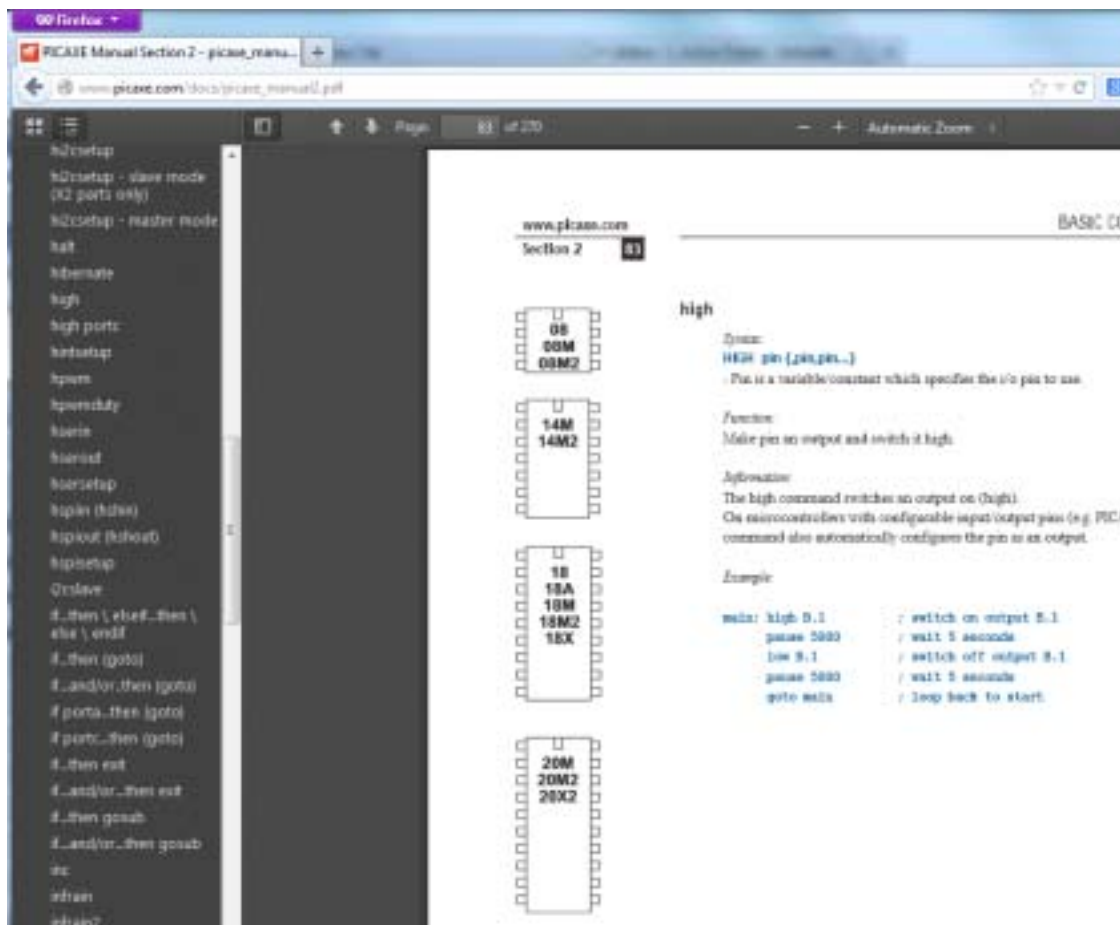 Firefox
PICAXE Manual Section 2 - picaxe_manu...
www.picaxe.com/docs/picaxe_manual2.pdf
Page: 83 of 270
Automatic Zoom
hi2csetup
hi2csetup - slave mode
(X2 parts only)
hi2csetup - master mode
halt
hibernate
high
high portc
hintsetup
hpwm
hpwmduty
hserin
hserout
hsersetup
hspiin (hshin)
hspiout (hshout)
hspisetup
i2cslave
if...then \ elseif...then \
else \ endif
if...then {goto}
if...and/or..then {goto}
if porta...then {goto}
if portc...then {goto}
if...then exit
if...and/or...then exit
if...then gosub
if...and/or...then gosub
inc
infrain
infrain2
www.picaxe.com
BASIC CO
Section 2 83
08
08M
08M2
14M
14M2
18
18A
18M
18M2
18X
20M
20M2
20X2
high
Syntax:
HIGH pin {,pin,pin...}
- Pin is a variable/constant which specifies the i/o pin to use.
Function:
Make pin an output and switch it high.
Information:
The high command switches an output on (high).
On microcontrollers with configurable input/output pins (e.g. PICA
command also automatically configures the pin as an output.
Example:
main: high B.1 ; switch on output B.1
pause 5000 ; wait 5 seconds
low B.1 ; switch off output B.1
pause 5000 ; wait 5 seconds
goto main ; loop back to start